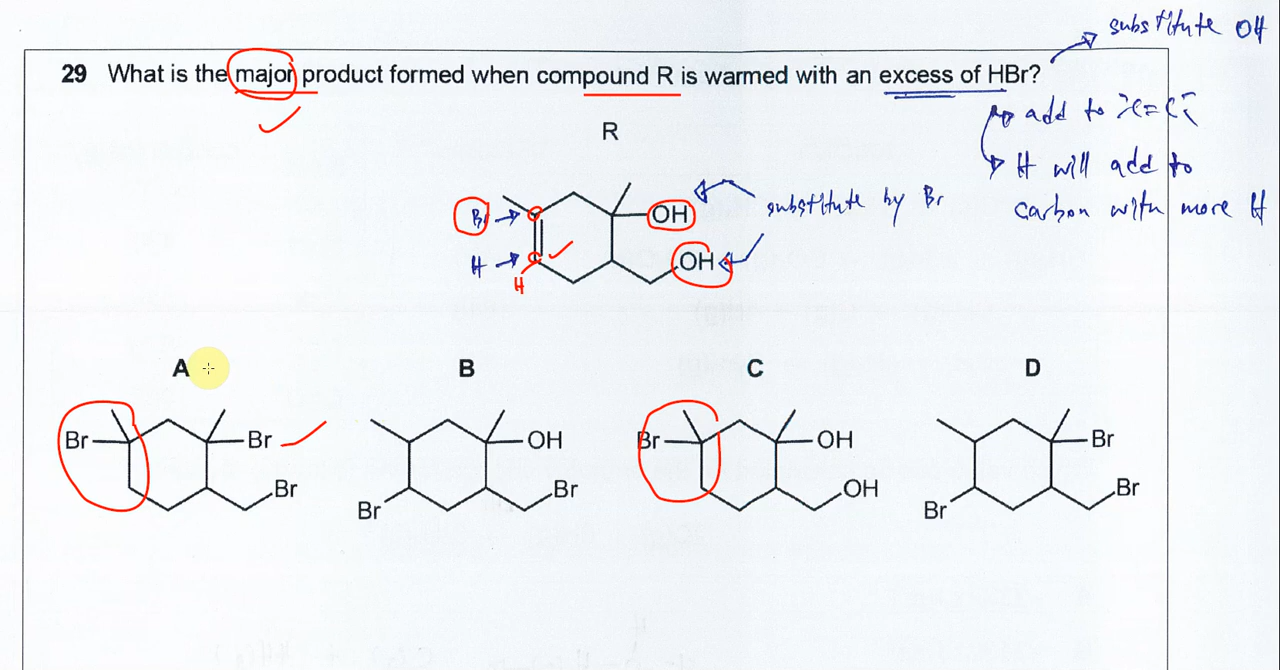 substitute OH
29 What is the major product formed when compound R is warmed with an excess of HBr?
add to >C=C<
R
H will add to
carbon with more H
Br
OH
substitute by Br
H
OH
H
A B C D
Br Br
Br
OH
Br
Br
Br OH
OH
Br
Br
Br